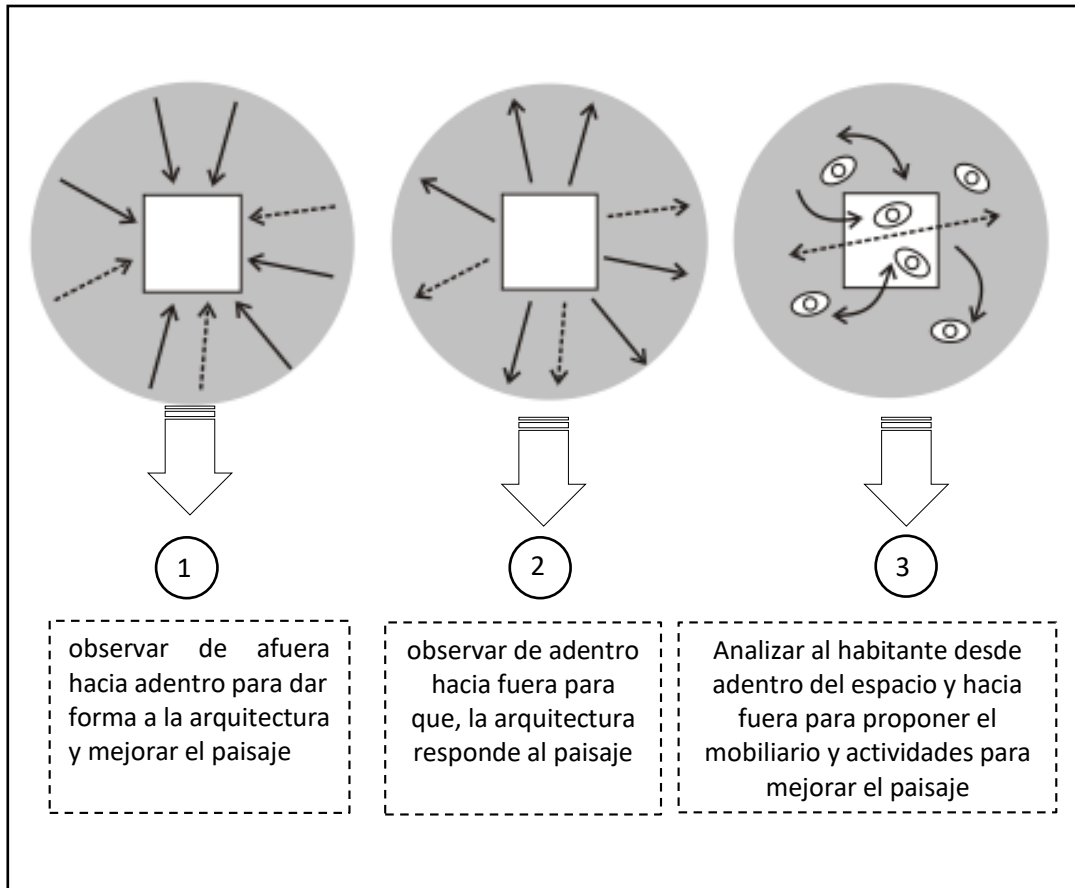 1
2
3
observar de afuera
hacia adentro para dar
forma a la arquitectura
y mejorar el paisaje
observar de adentro
hacia fuera para
que, la arquitectura
responde al paisaje
Analizar al habitante desde
adentro del espacio y hacia
fuera para proponer el
mobiliario y actividades para
mejorar el paisaje